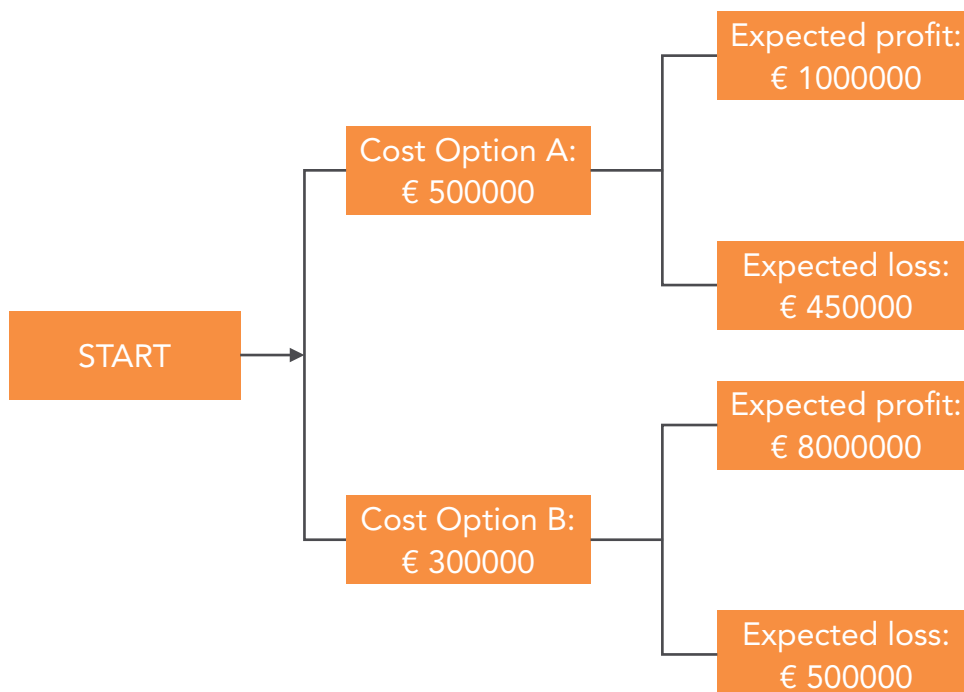 START
Cost Option A:
€ 500000
Expected profit:
€ 1000000
Expected loss:
€ 450000
Cost Option B:
€ 300000
Expected profit:
€ 8000000
Expected loss:
€ 500000